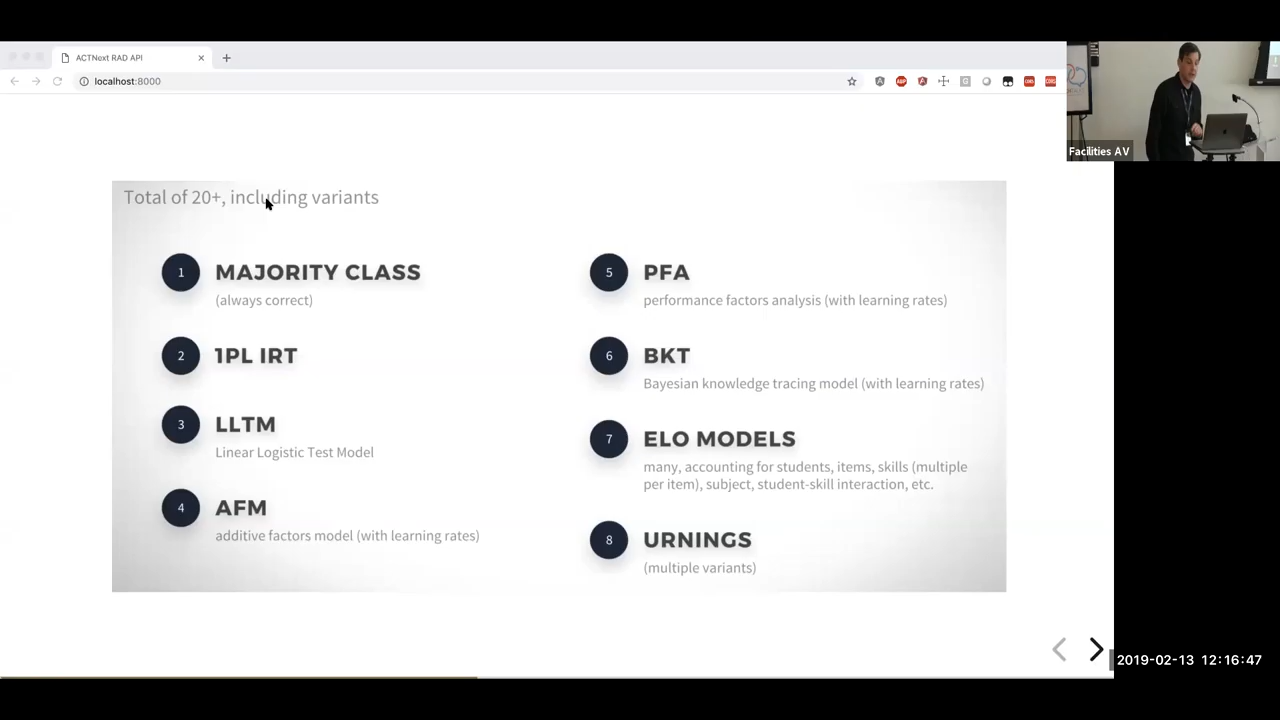 ACTNext RAD API
localhost:8000
Facilities AV
Total of 20+, including variants
1
MAJORITY CLASS
(always correct)
2
1PL IRT
3
LLTM
Linear Logistic Test Model
4
AFM
additive factors model (with learning rates)
5
PFA
performance factors analysis (with learning rates)
6
BKT
Bayesian knowledge tracing model (with learning rates)
7
ELO MODELS
many, accounting for students, items, skills (multiple
per item), subject, student-skill interaction, etc.
8
URNINGS
(multiple variants)
2019-02-13 12:16:47